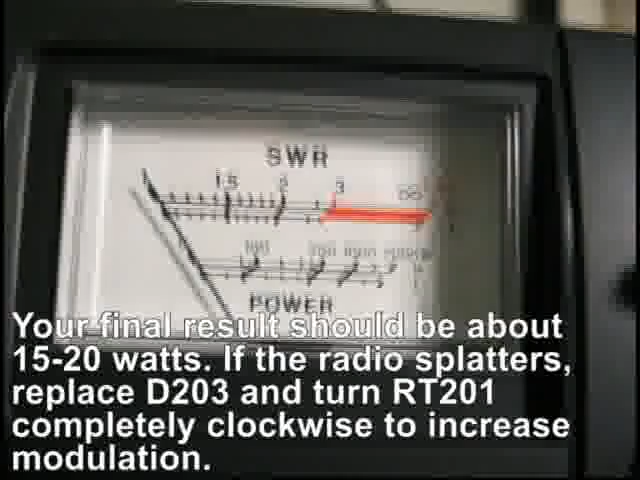 SWR
1.5 2 3 ∞
POWER
Your final result should be about
15-20 watts. If the radio splatters,
replace D203 and turn RT201
completely clockwise to increase
modulation.